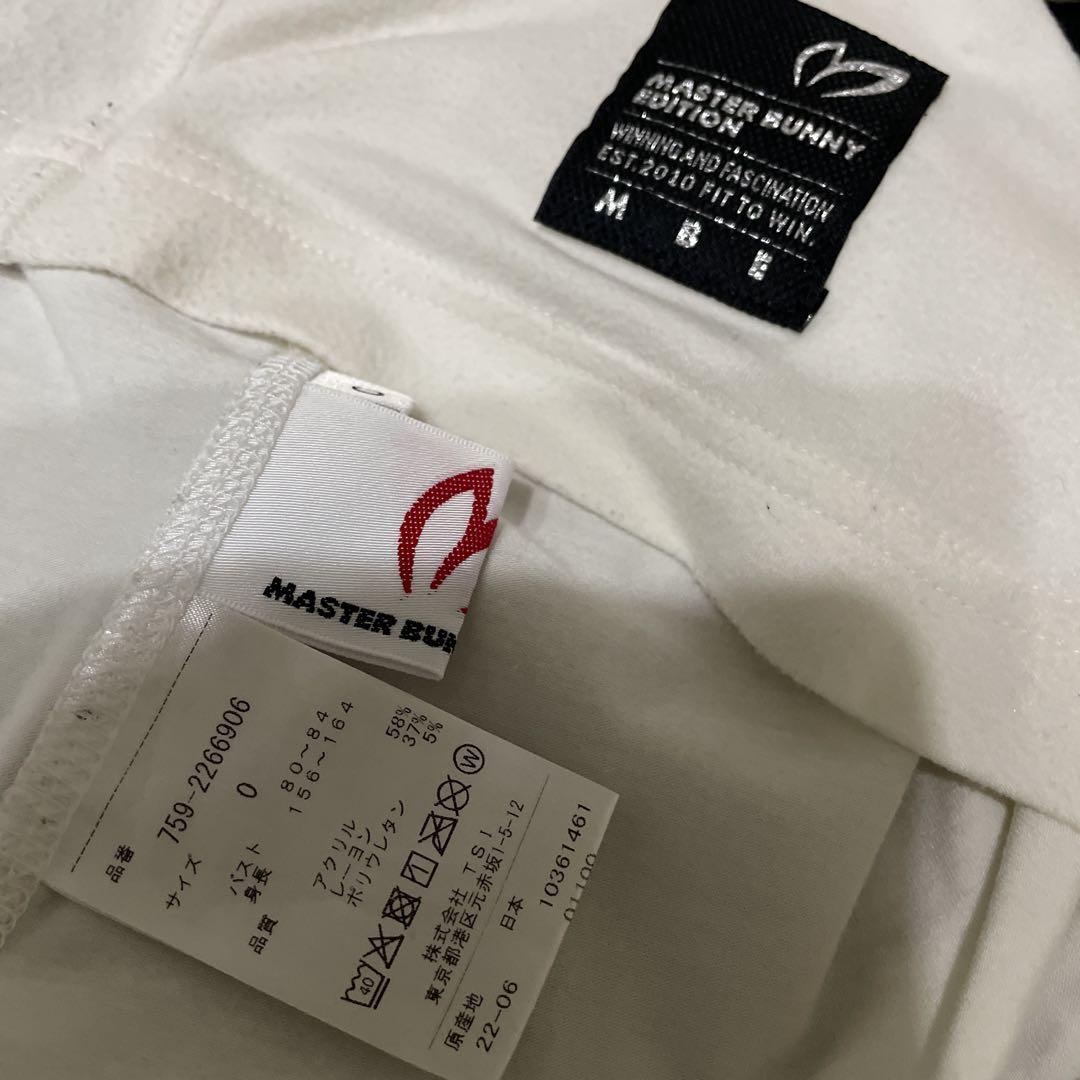 MASTER BUNNY
EDITION
WINNING AND FASCINATION
EST.2010 FIT TO WIN.
M B E
0
MASTER BUN
品番 759-2266906
サイズ 0
バスト 80~84
身長 156~164
品質 アクリル 58%
レーヨン 37%
ポリウレタン 5%
40
W
株式会社 TSI
東京都港区元赤坂1-5-12
原産地 日本
22-06 10361461
01100